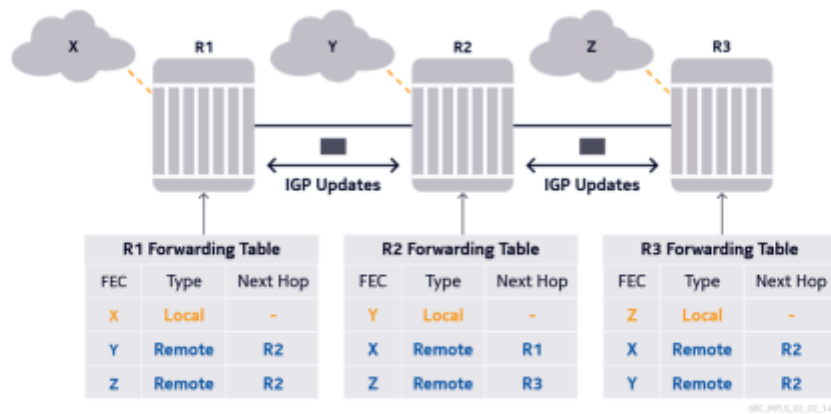 X R1 Y R2 Z R3
IGP Updates IGP Updates
R1 Forwarding Table
FEC Type Next Hop
X Local -
Y Remote R2
Z Remote R2
R2 Forwarding Table
FEC Type Next Hop
Y Local -
X Remote R1
Z Remote R3
R3 Forwarding Table
FEC Type Next Hop
Z Local -
X Remote R2
Y Remote R2